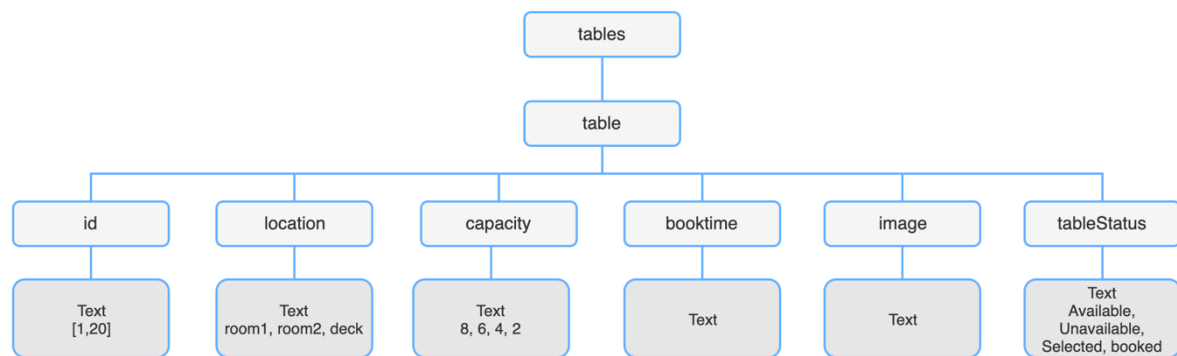 tables
table
id
location
capacity
booktime
image
tableStatus
Text
[1,20]
Text
room1, room2, deck
Text
8, 6, 4, 2
Text
Text
Text
Available,
Unavailable,
Selected, booked